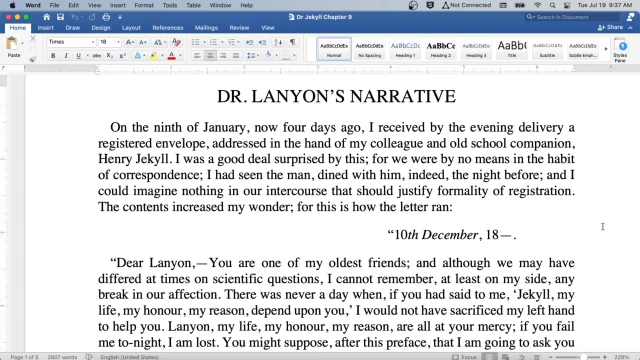 Word File Edit View Insert Format Tools Table Window Help
Not Connected
Tue Jul 19 9:37 AM
Dr Jekyll Chapter 9
Search in Document
Home Insert Draw Design Layout References Mailings Review View
Share
Paste
Times 18
AaBbCcDdEe AaBbCcDdEe AaBbCcDc AaBbCc AaBbCcDd AaBb( AaBbCcDdEe AaBbCcDdEe
Normal No Spacing Heading 1 Heading 2 Heading 3 Title Subtitle Subtle Emph...
Styles
Pane
DR. LANYON'S NARRATIVE
On the ninth of January, now four days ago, I received by the evening delivery a
registered envelope, addressed in the hand of my colleague and old school companion,
Henry Jekyll. I was a good deal surprised by this; for we were by no means in the habit
of correspondence; I had seen the man, dined with him, indeed, the night before; and I
could imagine nothing in our intercourse that should justify formality of registration.
The contents increased my wonder; for this is how the letter ran:
“10th December, 18—.
“Dear Lanyon,—You are one of my oldest friends; and although we may have
differed at times on scientific questions, I cannot remember, at least on my side, any
break in our affection. There was never a day when, if you had said to me, ‘Jekyll, my
life, my honour, my reason, depend upon you,’ I would not have sacrificed my left hand
to help you. Lanyon, my life, my honour, my reason, are all at your mercy; if you fail
me to-night, I am lost. You might suppose, after this preface, that I am going to ask you
Page 1 of 5 2807 words English (United States) Focus 229%